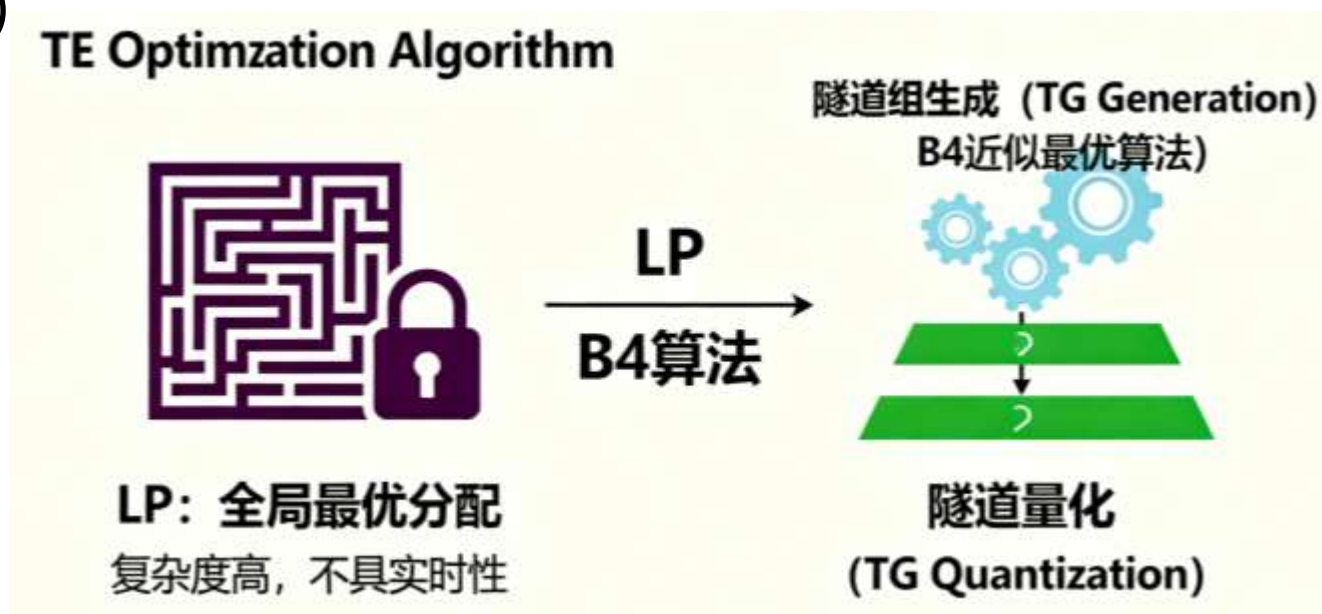 TE Optimzation Algorithm
隧道组生成（TG Generation）
B4近似最优算法）
LP
B4算法
LP：全局最优分配
复杂度高，不具实时性
隧道量化
（TG Quantization）